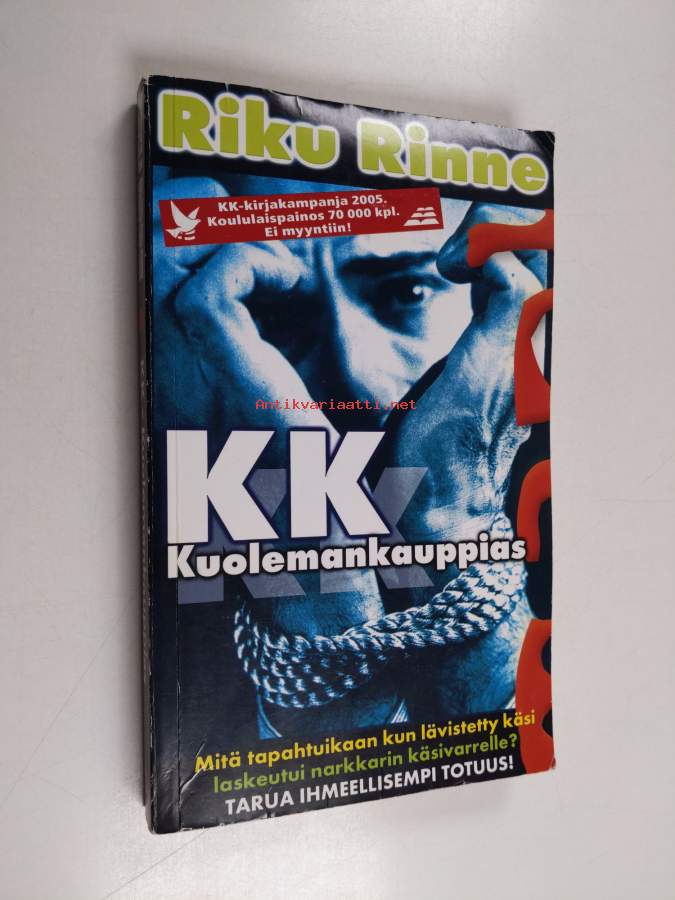 Riku Rinne
KK-kirjakampanja 2005.
Koululaispainos 70 000 kpl.
Ei myyntiin!
Antikvariaatti.net
KK
Kuolemankauppias
Mitä tapahtuikaan kun lävistetty käsi
laskeutui narkkarin käsivarrelle?
TARUA IHMEELLISEMPI TOTUUS!